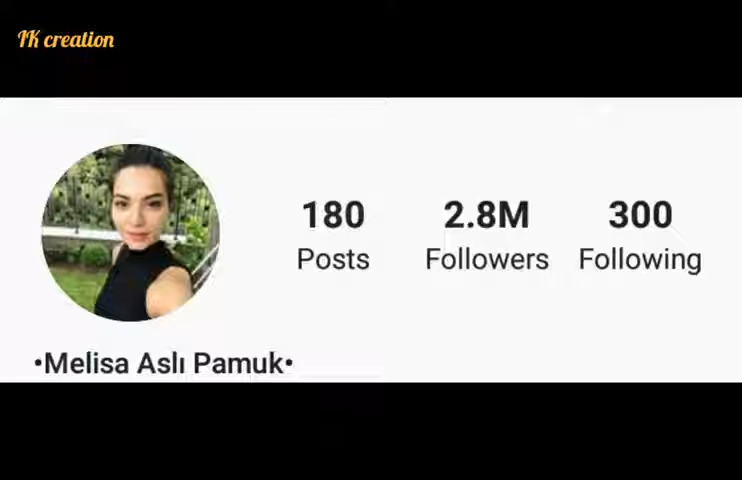 IK creation
180 2.8M 300
Posts Followers Following
•Melisa Aslı Pamuk•